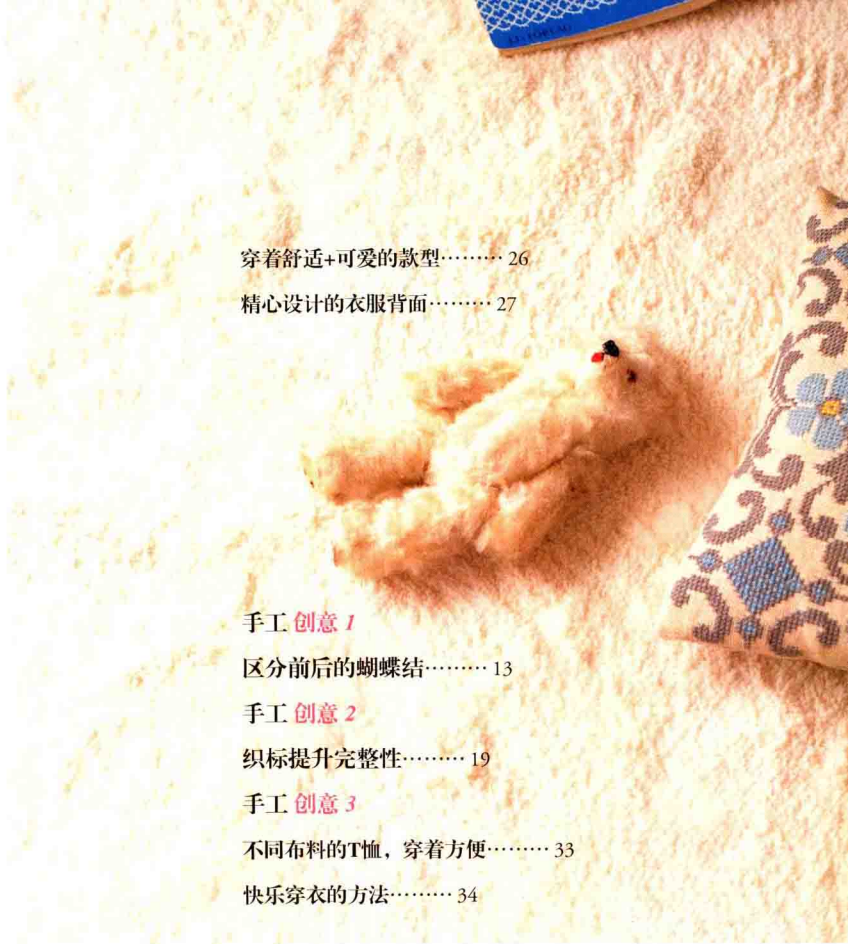 穿着舒适+可爱的款型……… 26
精心设计的衣服背面……… 27
手工 创意 1
区分前后的蝴蝶结……… 13
手工 创意 2
织标提升完整性……… 19
手工 创意 3
不同布料的T恤，穿着方便……… 33
快乐穿衣的方法……… 34